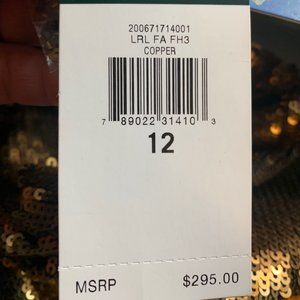 200671714001
LRL FA FH3
COPPER
7 89022 31410 3
12
MSRP $295.00